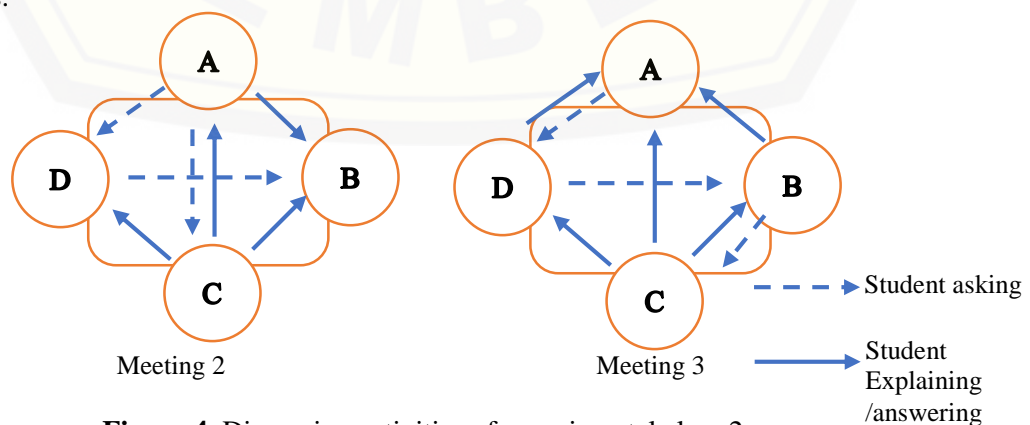 A
D
B
C
Meeting 2
A
D
B
C
Meeting 3
Student asking
Student
Explaining
/answering